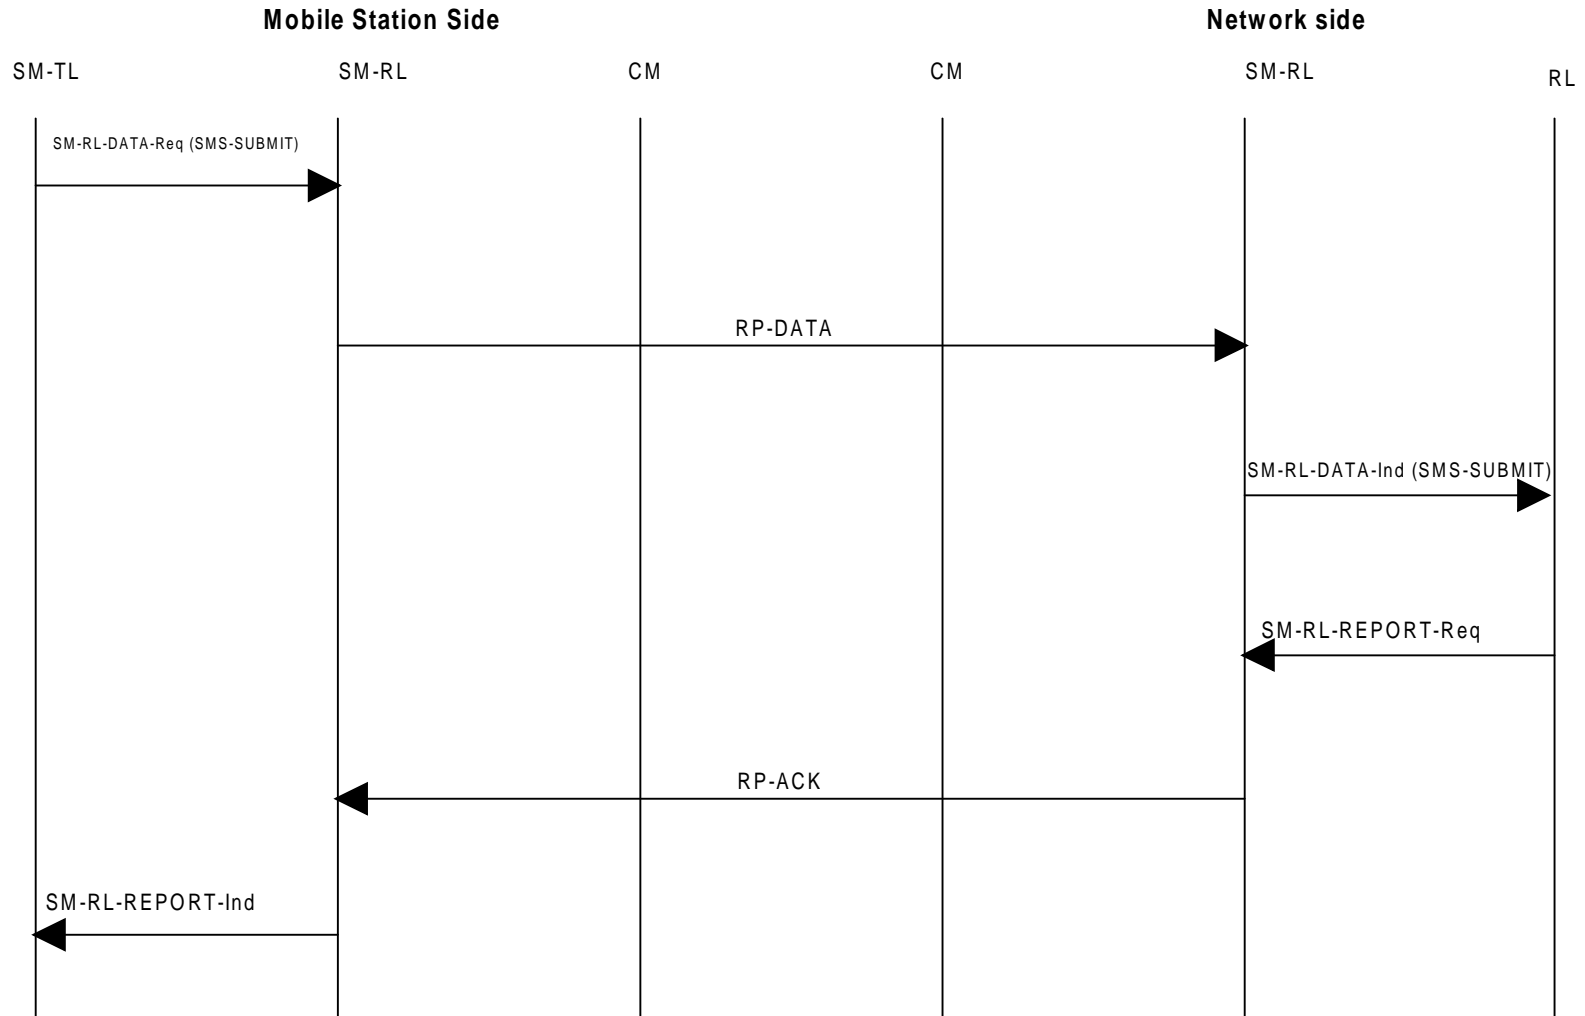 Mobile Station Side
Network side
SM-TL
SM-RL
CM
CM
SM-RL
RL
SM-RL-DATA-Req (SMS-SUBMIT)
RP-DATA
SM-RL-DATA-Ind (SMS-SUBMIT)
SM-RL-REPORT-Req
RP-ACK
SM-RL-REPORT-Ind